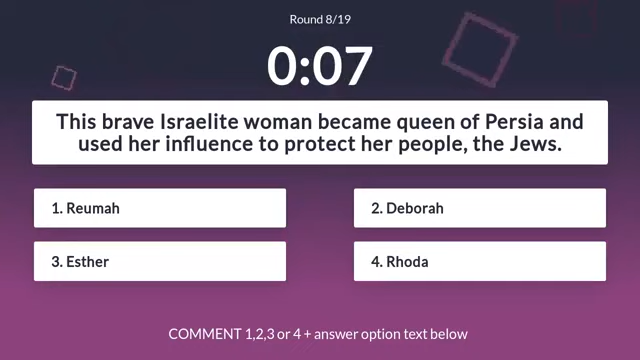 Round 8/19
0:07
This brave Israelite woman became queen of Persia and
used her influence to protect her people, the Jews.
1. Reumah
2. Deborah
3. Esther
4. Rhoda
COMMENT 1,2,3 or 4 + answer option text below